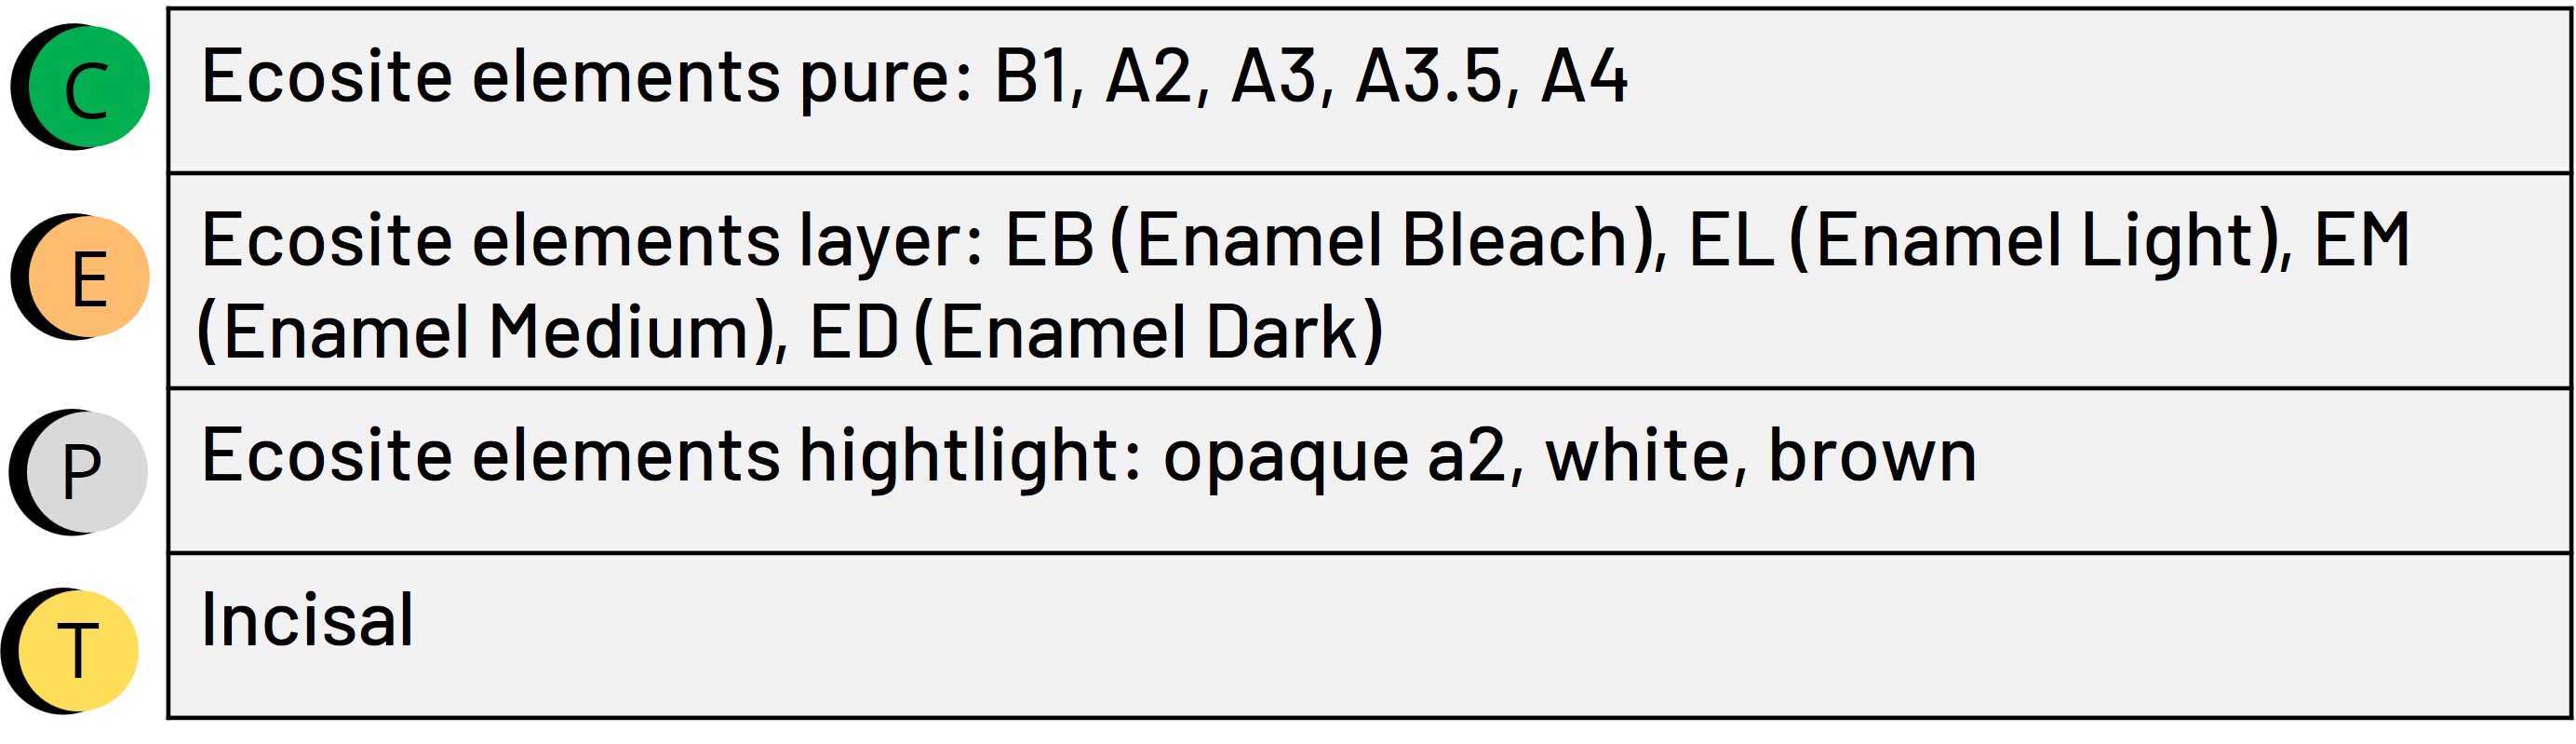 C
Ecosite elements pure: B1, A2, A3, A3.5, A4
E
Ecosite elements layer: EB (Enamel Bleach), EL (Enamel Light), EM
(Enamel Medium), ED (Enamel Dark)
P
Ecosite elements hightlight: opaque a2, white, brown
T
Incisal